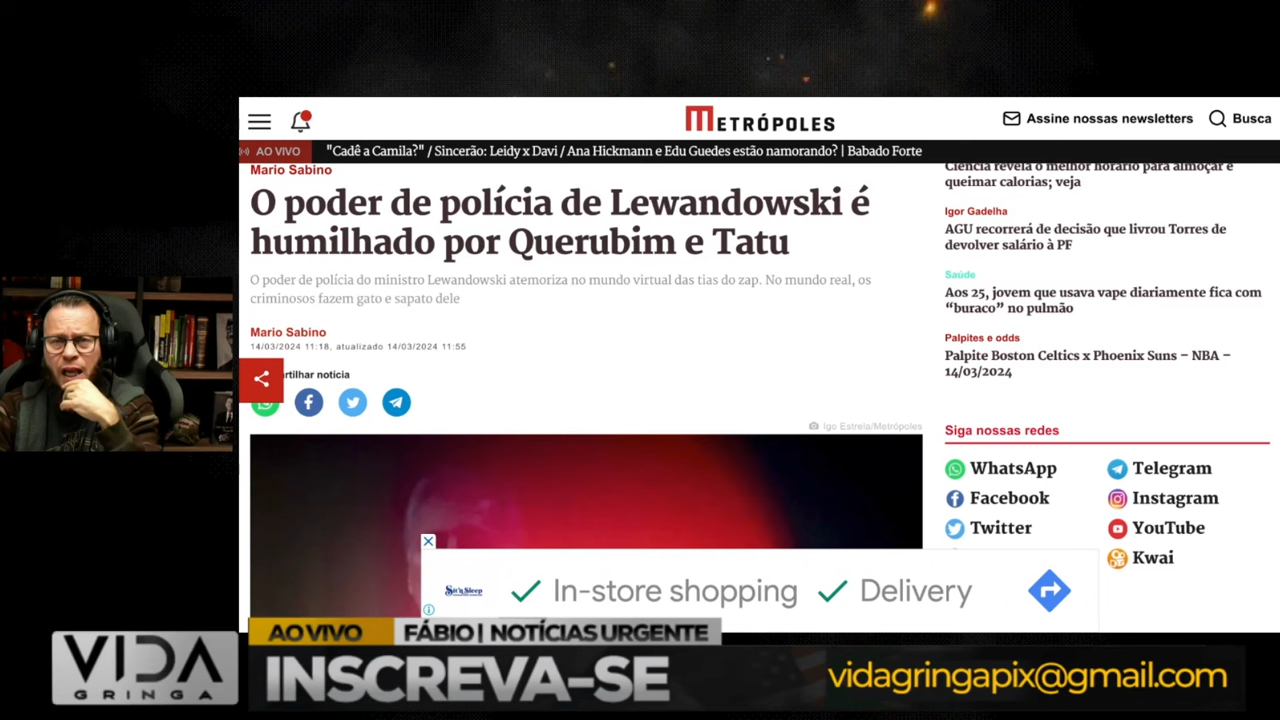 METRÓPOLES
Assine nossas newsletters
Busca
AO VIVO
"Cadê a Camila?" / Sincerão: Leidy x Davi / Ana Hickmann e Edu Guedes estão namorando? | Babado Forte
Mario Sabino
O poder de polícia de Lewandowski é
humilhado por Querubim e Tatu
O poder de polícia do ministro Lewandowski atemoriza no mundo virtual das tias do zap. No mundo real, os
criminosos fazem gato e sapato dele
Mario Sabino
14/03/2024 11:18, atualizado 14/03/2024 11:55
artilhar notícia
Igo Estrela/Metrópoles
Ciência revela o melhor horário para almoçar e
queimar calorias; veja
Igor Gadelha
AGU recorrerá de decisão que livrou Torres de
devolver salário à PF
Saúde
Aos 25, jovem que usava vape diariamente fica com
“buraco” no pulmão
Palpites e odds
Palpite Boston Celtics x Phoenix Suns – NBA –
14/03/2024
Siga nossas redes
WhatsApp
Telegram
Facebook
Instagram
Twitter
YouTube
Kwai
Sit'n Sleep
In-store shopping
Delivery
AO VIVO
FÁBIO | NOTÍCIAS URGENTE
VIDA
GRINGA
INSCREVA-SE
vidagringapix@gmail.com